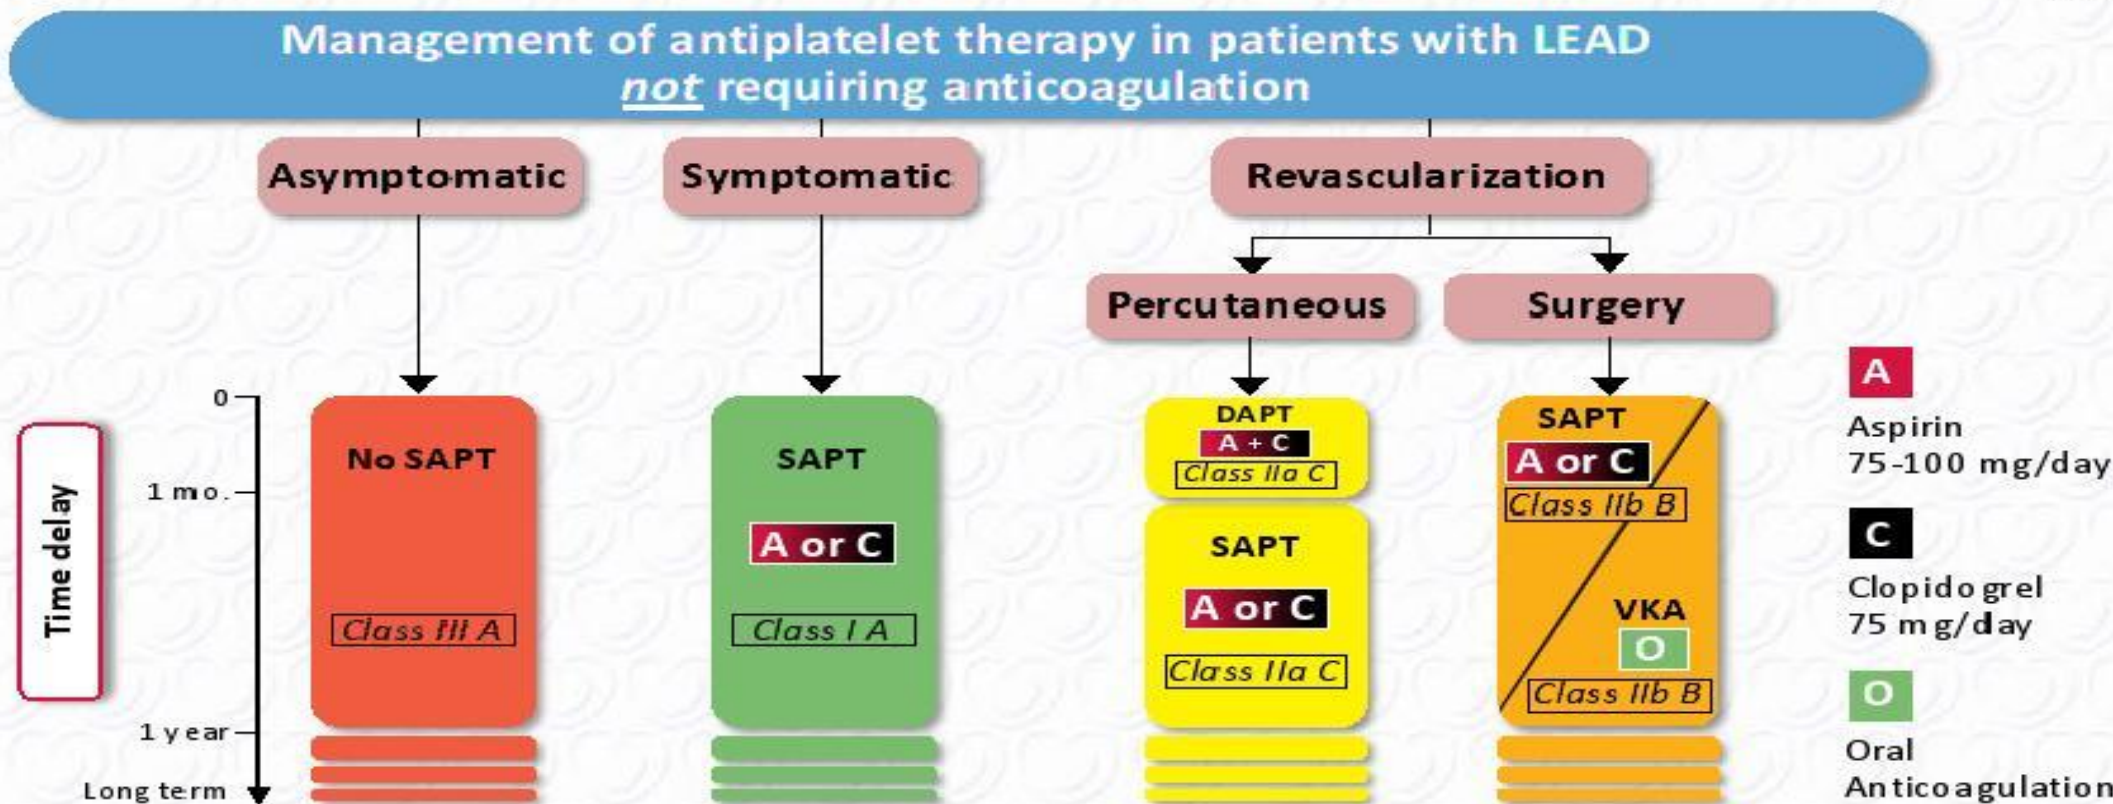 Management of antiplatelet therapy in patients with LEAD
not requiring anticoagulation
Asymptomatic
Symptomatic
Revascularization
Percutaneous
Surgery
Time delay
0
1 mo.
1 year
Long term
No SAPT
Class III A
SAPT
A or C
Class I A
DAPT
A + C
Class IIa C
SAPT
A or C
Class IIa C
SAPT
A or C
Class IIb B
VKA
O
Class IIb B
A
Aspirin
75-100 mg/day
C
Clopidogrel
75 mg/day
O
Oral
Anticoagulation